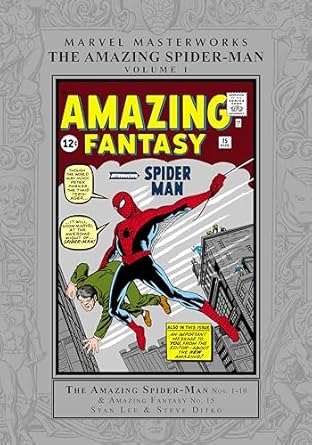 MARVEL MASTERWORKS
THE AMAZING SPIDER-MAN
VOLUME 1
AMAZING
FANTASY
12¢
15
INTRODUCING
SPIDER
MAN
THOUGH
THE WORLD
MAY MOCK
PETER
PARKER,
THE TIMID
TEEN-
AGER...
...IT WILL
SOON MARVEL
AT THE
AWESOME
MIGHT OF...
SPIDER-MAN!
ALSO IN THIS ISSUE:
AN IMPORTANT
MESSAGE TO
YOU, FROM THE
EDITOR--ABOUT
THE NEW
AMAZING!
THE AMAZING SPIDER-MAN NOS. 1-10
& AMAZING FANTASY NO. 15
STAN LEE & STEVE DITKO